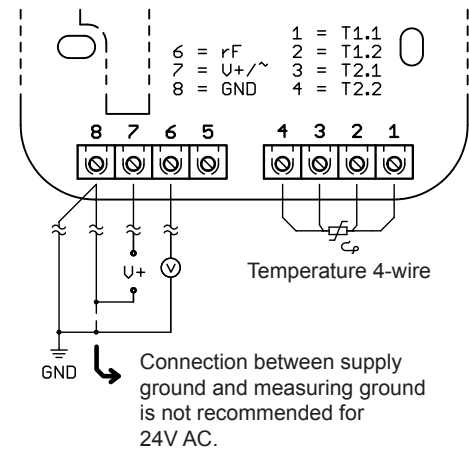 6 = rF
7 = V+/~
8 = GND
1 = T1.1
2 = T1.2
3 = T2.1
4 = T2.2
8 7 6 5 4 3 2 1
V+
V
Temperature 4-wire
GND
Connection between supply
ground and measuring ground
is not recommended for
24V AC.